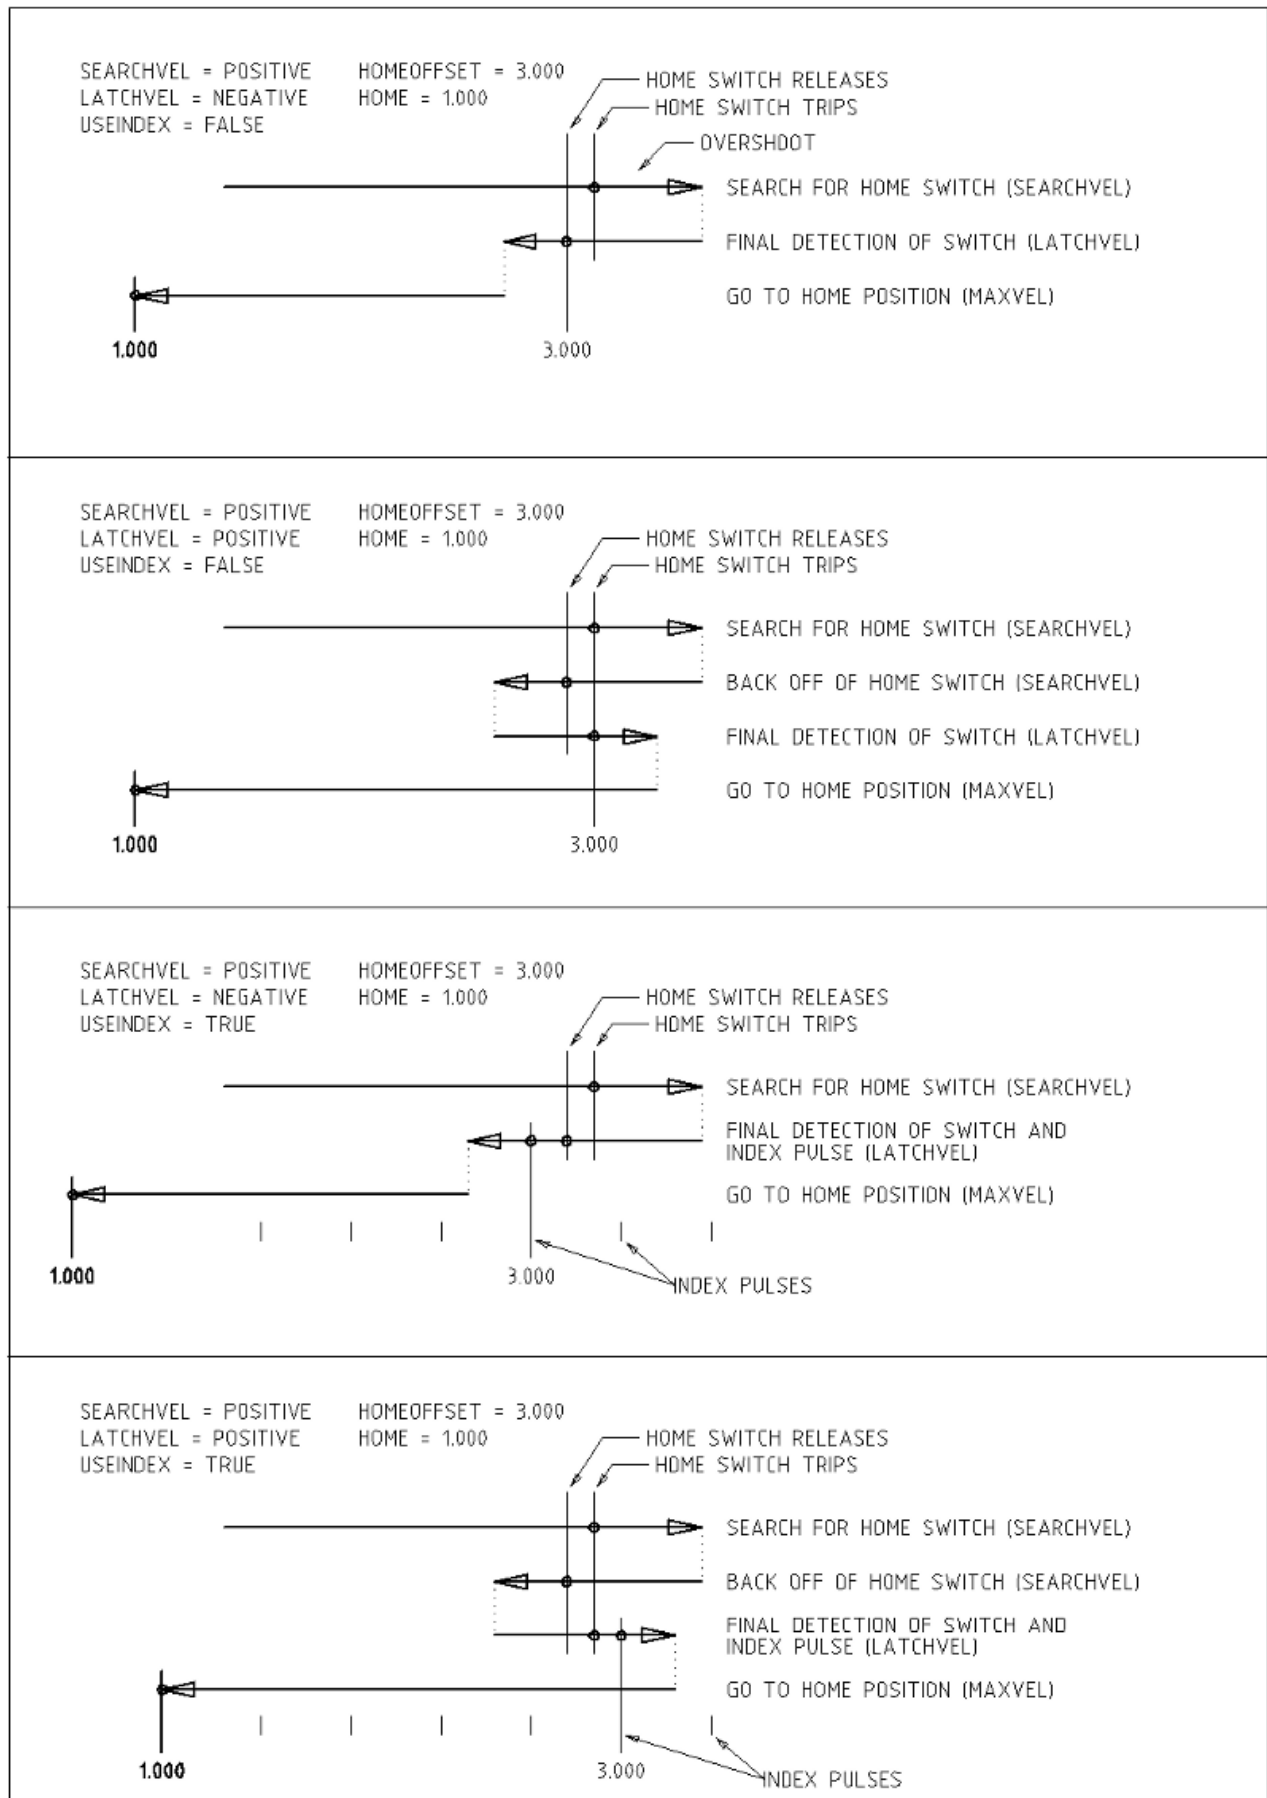 SEARCHVEL = POSITIVE HOMEOFFSET = 3.000
LATCHVEL = NEGATIVE HOME = 1.000
USEINDEX = FALSE
HOME SWITCH RELEASES
HOME SWITCH TRIPS
OVERSHOOT
SEARCH FOR HOME SWITCH (SEARCHVEL)
FINAL DETECTION OF SWITCH (LATCHVEL)
GO TO HOME POSITION (MAXVEL)
1.000 3.000
SEARCHVEL = POSITIVE HOMEOFFSET = 3.000
LATCHVEL = POSITIVE HOME = 1.000
USEINDEX = FALSE
HOME SWITCH RELEASES
HOME SWITCH TRIPS
SEARCH FOR HOME SWITCH (SEARCHVEL)
BACK OFF OF HOME SWITCH (SEARCHVEL)
FINAL DETECTION OF SWITCH (LATCHVEL)
GO TO HOME POSITION (MAXVEL)
1.000 3.000
SEARCHVEL = POSITIVE HOMEOFFSET = 3.000
LATCHVEL = NEGATIVE HOME = 1.000
USEINDEX = TRUE
HOME SWITCH RELEASES
HOME SWITCH TRIPS
SEARCH FOR HOME SWITCH (SEARCHVEL)
FINAL DETECTION OF SWITCH AND
INDEX PULSE (LATCHVEL)
GO TO HOME POSITION (MAXVEL)
1.000 3.000
INDEX PULSES
SEARCHVEL = POSITIVE HOMEOFFSET = 3.000
LATCHVEL = POSITIVE HOME = 1.000
USEINDEX = TRUE
HOME SWITCH RELEASES
HOME SWITCH TRIPS
SEARCH FOR HOME SWITCH (SEARCHVEL)
BACK OFF OF HOME SWITCH (SEARCHVEL)
FINAL DETECTION OF SWITCH AND
INDEX PULSE (LATCHVEL)
GO TO HOME POSITION (MAXVEL)
1.000 3.000
INDEX PULSES